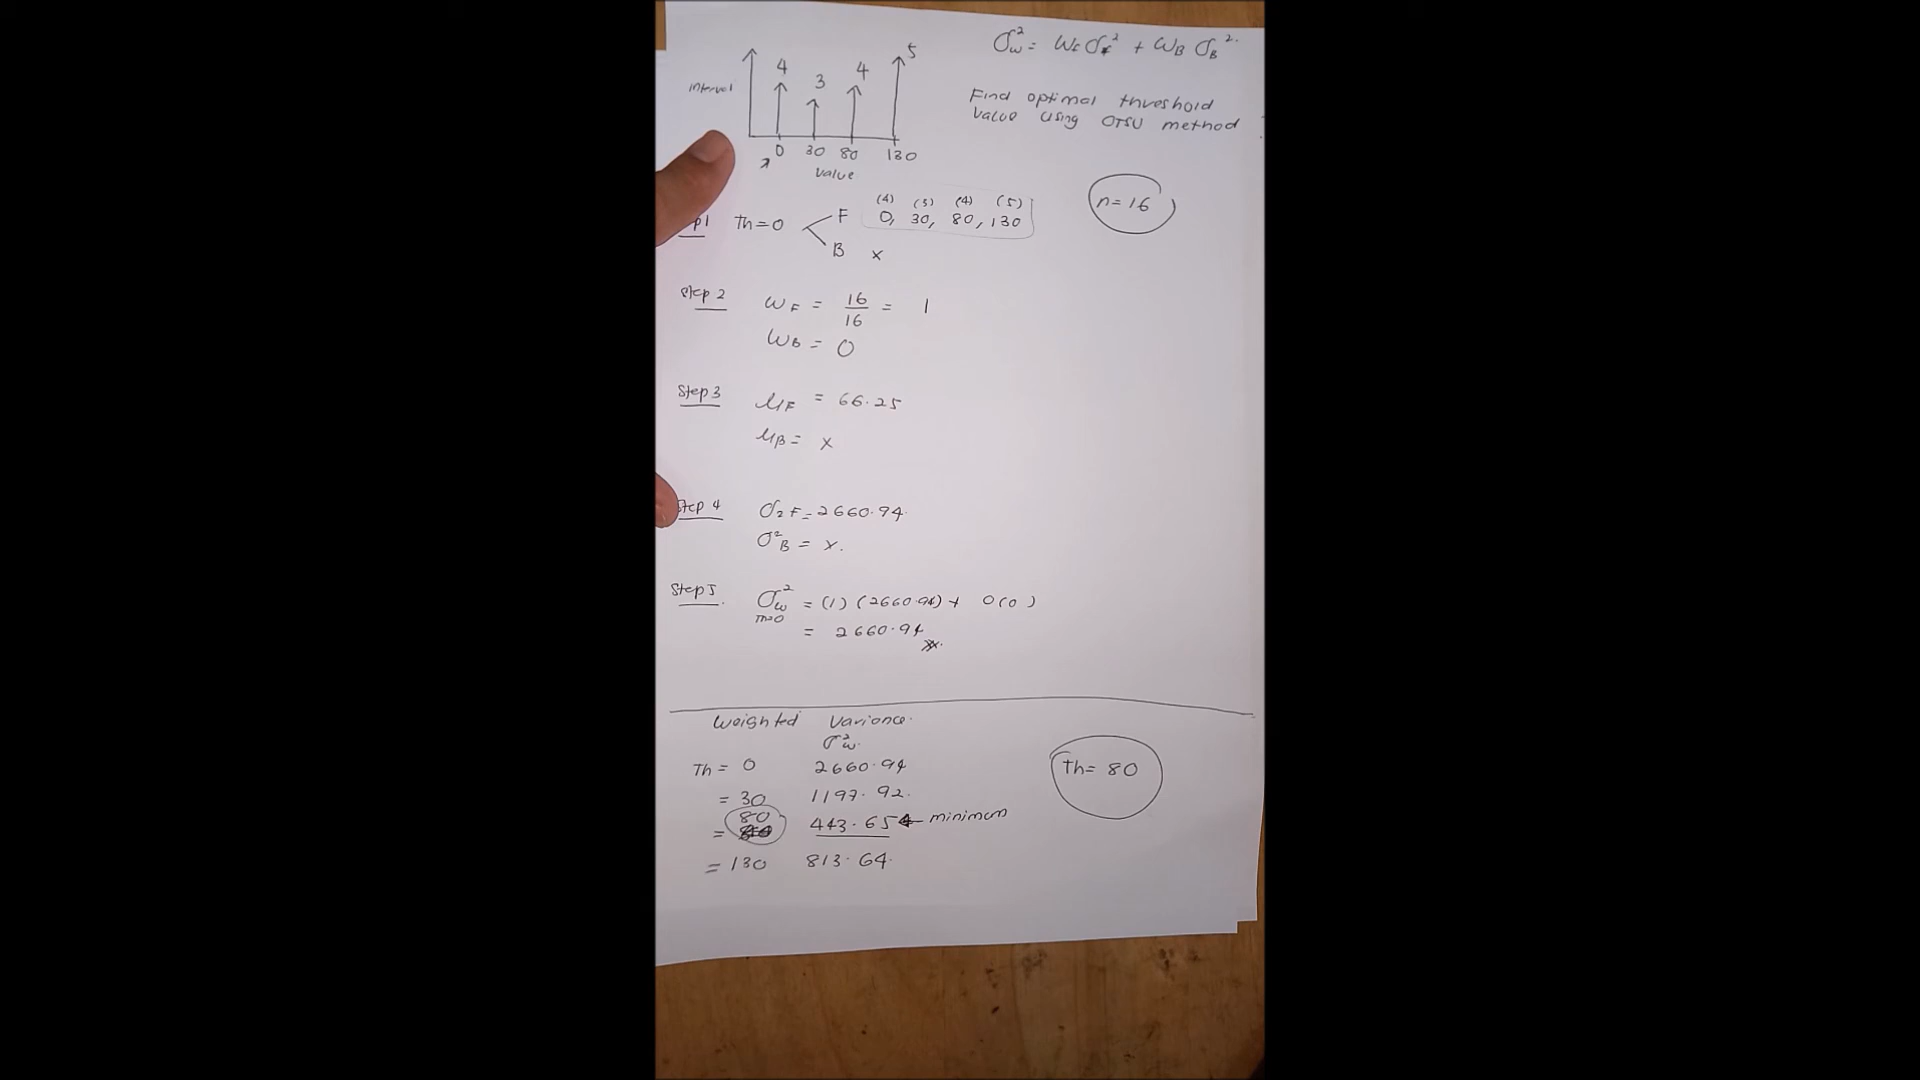 σ²w = WF σF² + WB σB²
Find optimal threshold
value using OTSU method
5
4
3
4
interval
0 30 80 130
value
n=16
(4) (3) (4) (5)
Th=0 F 0, 30, 80, 130
B x
Step 2 WF = 16/16 = 1
WB = 0
Step 3 μF = 66.25
μB = x
Step 4 σ2F = 2660.94
σ²B = x.
Step 5 σw² = (1) (2660.94) + 0(0)
Th=0
= 2660.94
Weighted Variance
σ²w.
Th = 0 2660.94
= 30 1197.92.
= 80 443.65 ← minimum
= 130 813.64
Th= 80